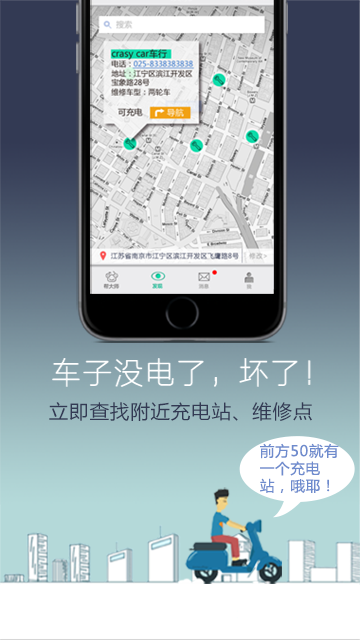 搜索
crasy car车行
电话：025-8338383838
地址：江宁区滨江开发区
宝象路28号
维修车型：两轮车
可充电
导航
江苏省南京市江宁区滨江开发区飞鹰路8号
修改>
发现
消息
我
车子没电了，坏了！
立即查找附近充电站、维修点
前方50就有
一个充电
站，哦耶！